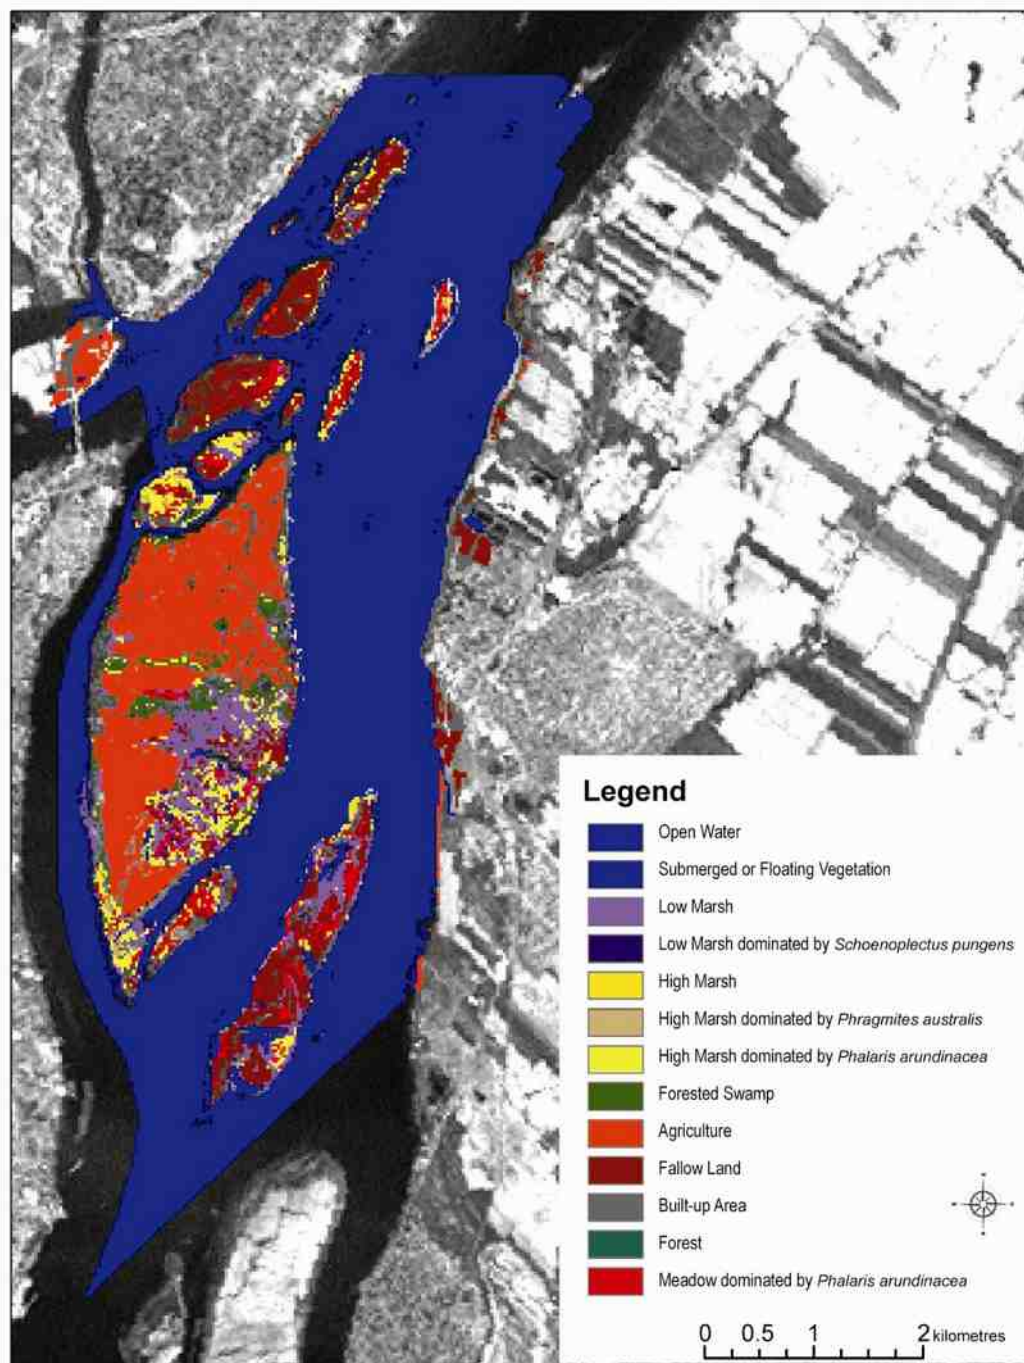 Legend
Open Water
Submerged or Floating Vegetation
Low Marsh
Low Marsh dominated by Schoenoplectus pungens
High Marsh
High Marsh dominated by Phragmites australis
High Marsh dominated by Phalaris arundinacea
Forested Swamp
Agriculture
Fallow Land
Built-up Area
Forest
Meadow dominated by Phalaris arundinacea
0 0.5 1 2 kilometres